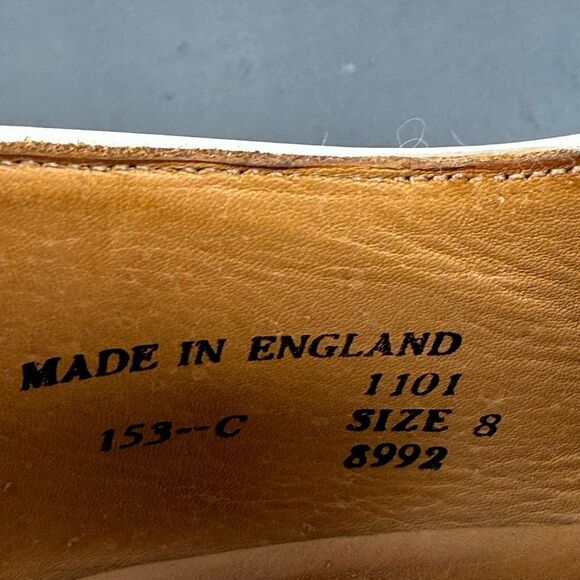 MADE IN ENGLAND
1101
153--C SIZE 8
8992